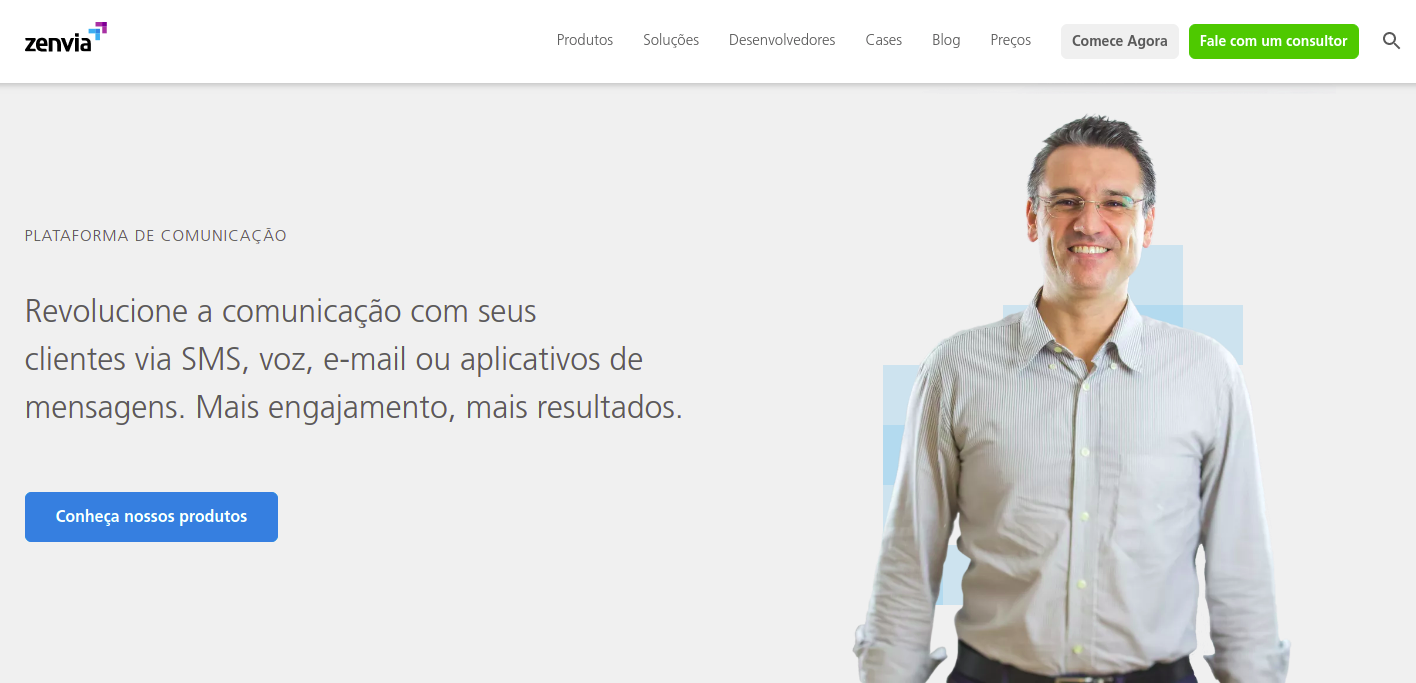 zenvia
Produtos
Soluções
Desenvolvedores
Cases
Blog
Preços
Comece Agora
Fale com um consultor
PLATAFORMA DE COMUNICAÇÃO
Revolucione a comunicação com seus
clientes via SMS, voz, e-mail ou aplicativos de
mensagens. Mais engajamento, mais resultados.
Conheça nossos produtos